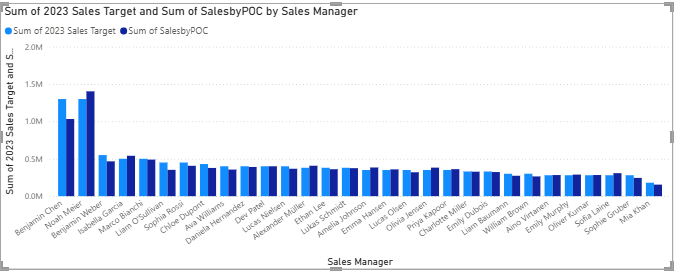 Sum of 2023 Sales Target and Sum of SalesbyPOC by Sales Manager
Sum of 2023 Sales Target Sum of SalesbyPOC
Sum of 2023 Sales Target and S...
2.0M
1.5M
1.0M
0.5M
0.0M
Benjamin Chen
Noah Meier
Benjamin Weber
Isabella Garcia
Marco Bianchi
Liam O'Sullivan
Sophia Rossi
Chloe Dupont
Ava Williams
Daniela Hernandez
Dev Patel
Lucas Nielsen
Alexander Müller
Ethan Lee
Lukas Schmidt
Amelia Johnson
Emma Hansen
Lucas Olsen
Olivia Jensen
Priya Kapoor
Charlotte Miller
Emily Dubois
Liam Baumann
William Brown
Aino Virtanen
Emily Murphy
Oliver Kumar
Sofia Laine
Sophie Gruber
Mia Khan
Sales Manager